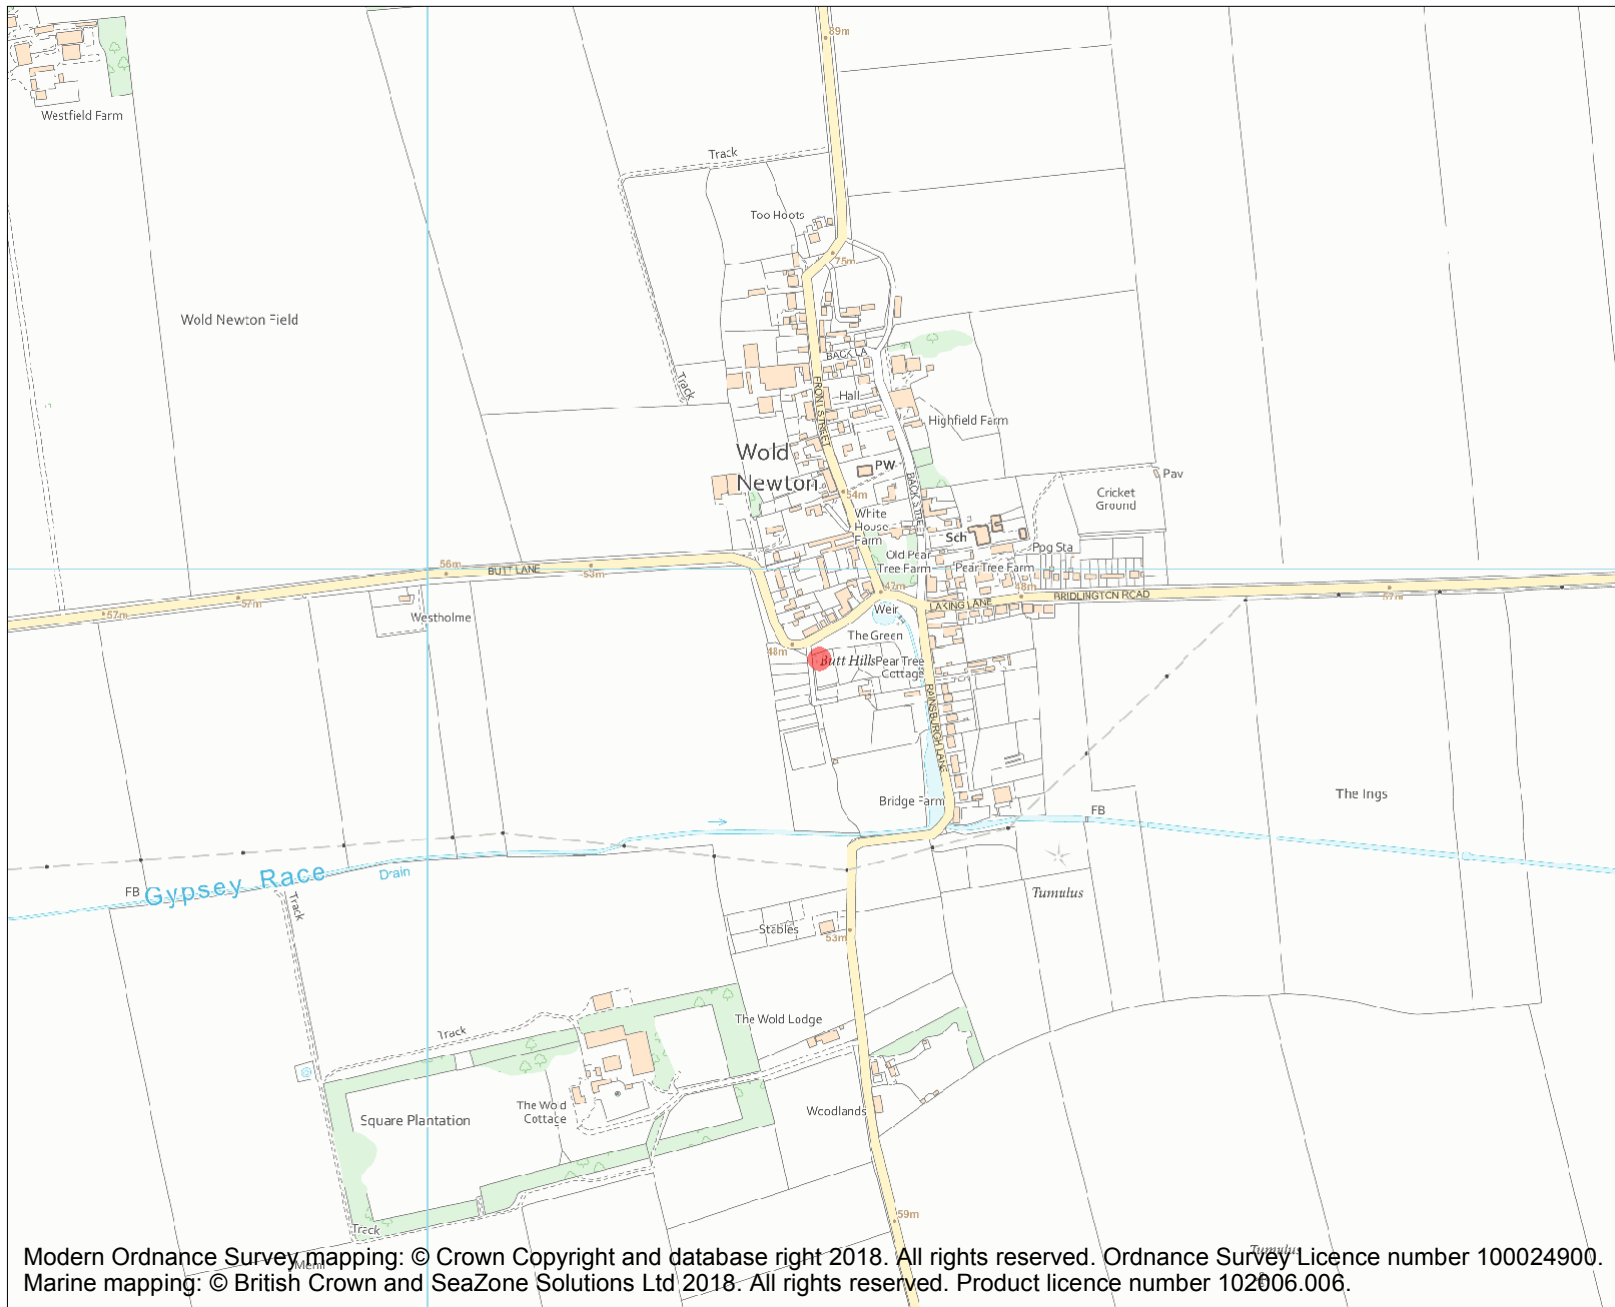 89m
Westfield Farm
Track
Too Hoots
75m
Wold Newton Field
BACK LA
Track
FRONT STREET
Hall
Highfield Farm
Wold
Newton
PW
Pav
BACK STREET
54m
Cricket
Ground
White
House
Farm
Sch
Ppg Sta
Old Pear
Tree Farm
Pear Tree Farm
56m
BUTT LANE
53m
47m
48m
BRIDLINGTON ROAD
57m
57m
57m
LAKING LANE
Weir
Westholme
The Green
48m
Butt Hills
Pear Tree
Cottage
RAINSBURGH LANE
The Ings
Bridge Farm
FB
Gypsey Race
Drain
FB
Track
Tumulus
Stables
53m
The Wold Lodge
Track
The Wold
Cottage
Woodlands
Square Plantation
59m
Track
Tumulus
Modern Ordnance Survey mapping: © Crown Copyright and database right 2018. All rights reserved. Ordnance Survey Licence number 100024900.
Marine mapping: © British Crown and SeaZone Solutions Ltd 2018. All rights reserved. Product licence number 102006.006.